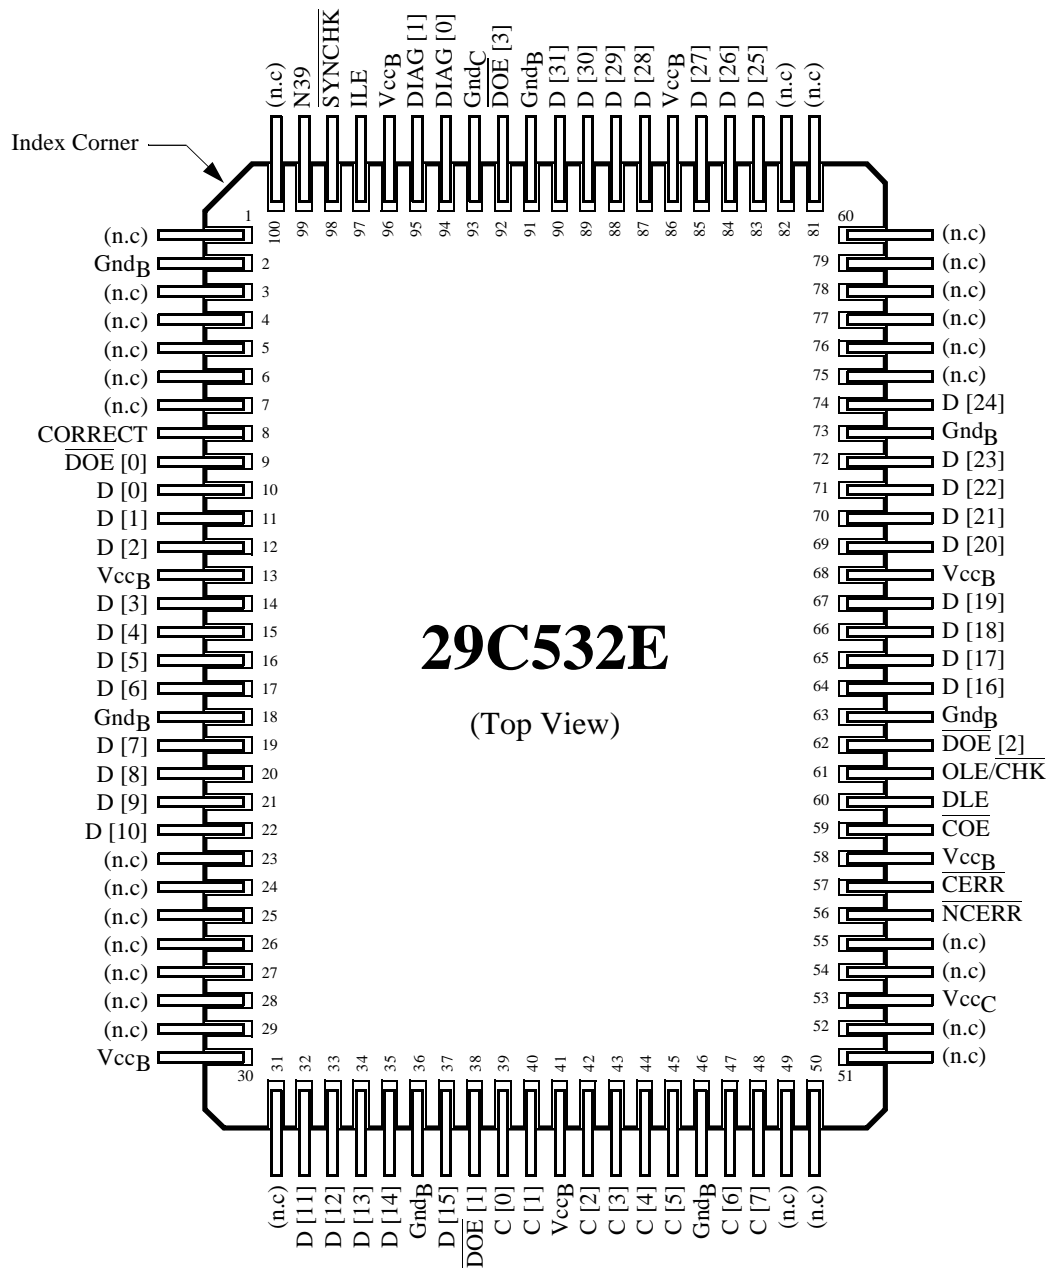 (n.c)
N39
S̅Y̅N̅C̅H̅K̅
ILE
VccB
DIAG [1]
DIAG [0]
GndC
D̅O̅E̅ [3]
GndB
D [31]
D [30]
D [29]
D [28]
VccB
D [27]
D [26]
D [25]
(n.c)
(n.c)
Index Corner
100 99 98 97 96 95 94 93 92 91 90 89 88 87 86 85 84 83 82 81
(n.c) 1
GndB 2
(n.c) 3
(n.c) 4
(n.c) 5
(n.c) 6
(n.c) 7
CORRECT 8
D̅O̅E̅ [0] 9
D [0] 10
D [1] 11
D [2] 12
VccB 13
D [3] 14
D [4] 15
D [5] 16
D [6] 17
GndB 18
D [7] 19
D [8] 20
D [9] 21
D [10] 22
(n.c) 23
(n.c) 24
(n.c) 25
(n.c) 26
(n.c) 27
(n.c) 28
(n.c) 29
VccB 30
29C532E
(Top View)
60 (n.c)
79 (n.c)
78 (n.c)
77 (n.c)
76 (n.c)
75 (n.c)
74 D [24]
73 GndB
72 D [23]
71 D [22]
70 D [21]
69 D [20]
68 VccB
67 D [19]
66 D [18]
65 D [17]
64 D [16]
63 GndB
62 D̅O̅E̅ [2]
61 OLE/C̅H̅K̅
60 DLE
59 C̅O̅E̅
58 VccB
57 C̅E̅R̅R̅
56 N̅C̅E̅R̅R̅
55 (n.c)
54 (n.c)
53 VccC
52 (n.c)
51 (n.c)
31 32 33 34 35 36 37 38 39 40 41 42 43 44 45 46 47 48 49 50
(n.c)
D [11]
D [12]
D [13]
D [14]
GndB
D [15]
D̅O̅E̅ [1]
C [0]
C [1]
VccB
C [2]
C [3]
C [4]
C [5]
GndB
C [6]
C [7]
(n.c)
(n.c)